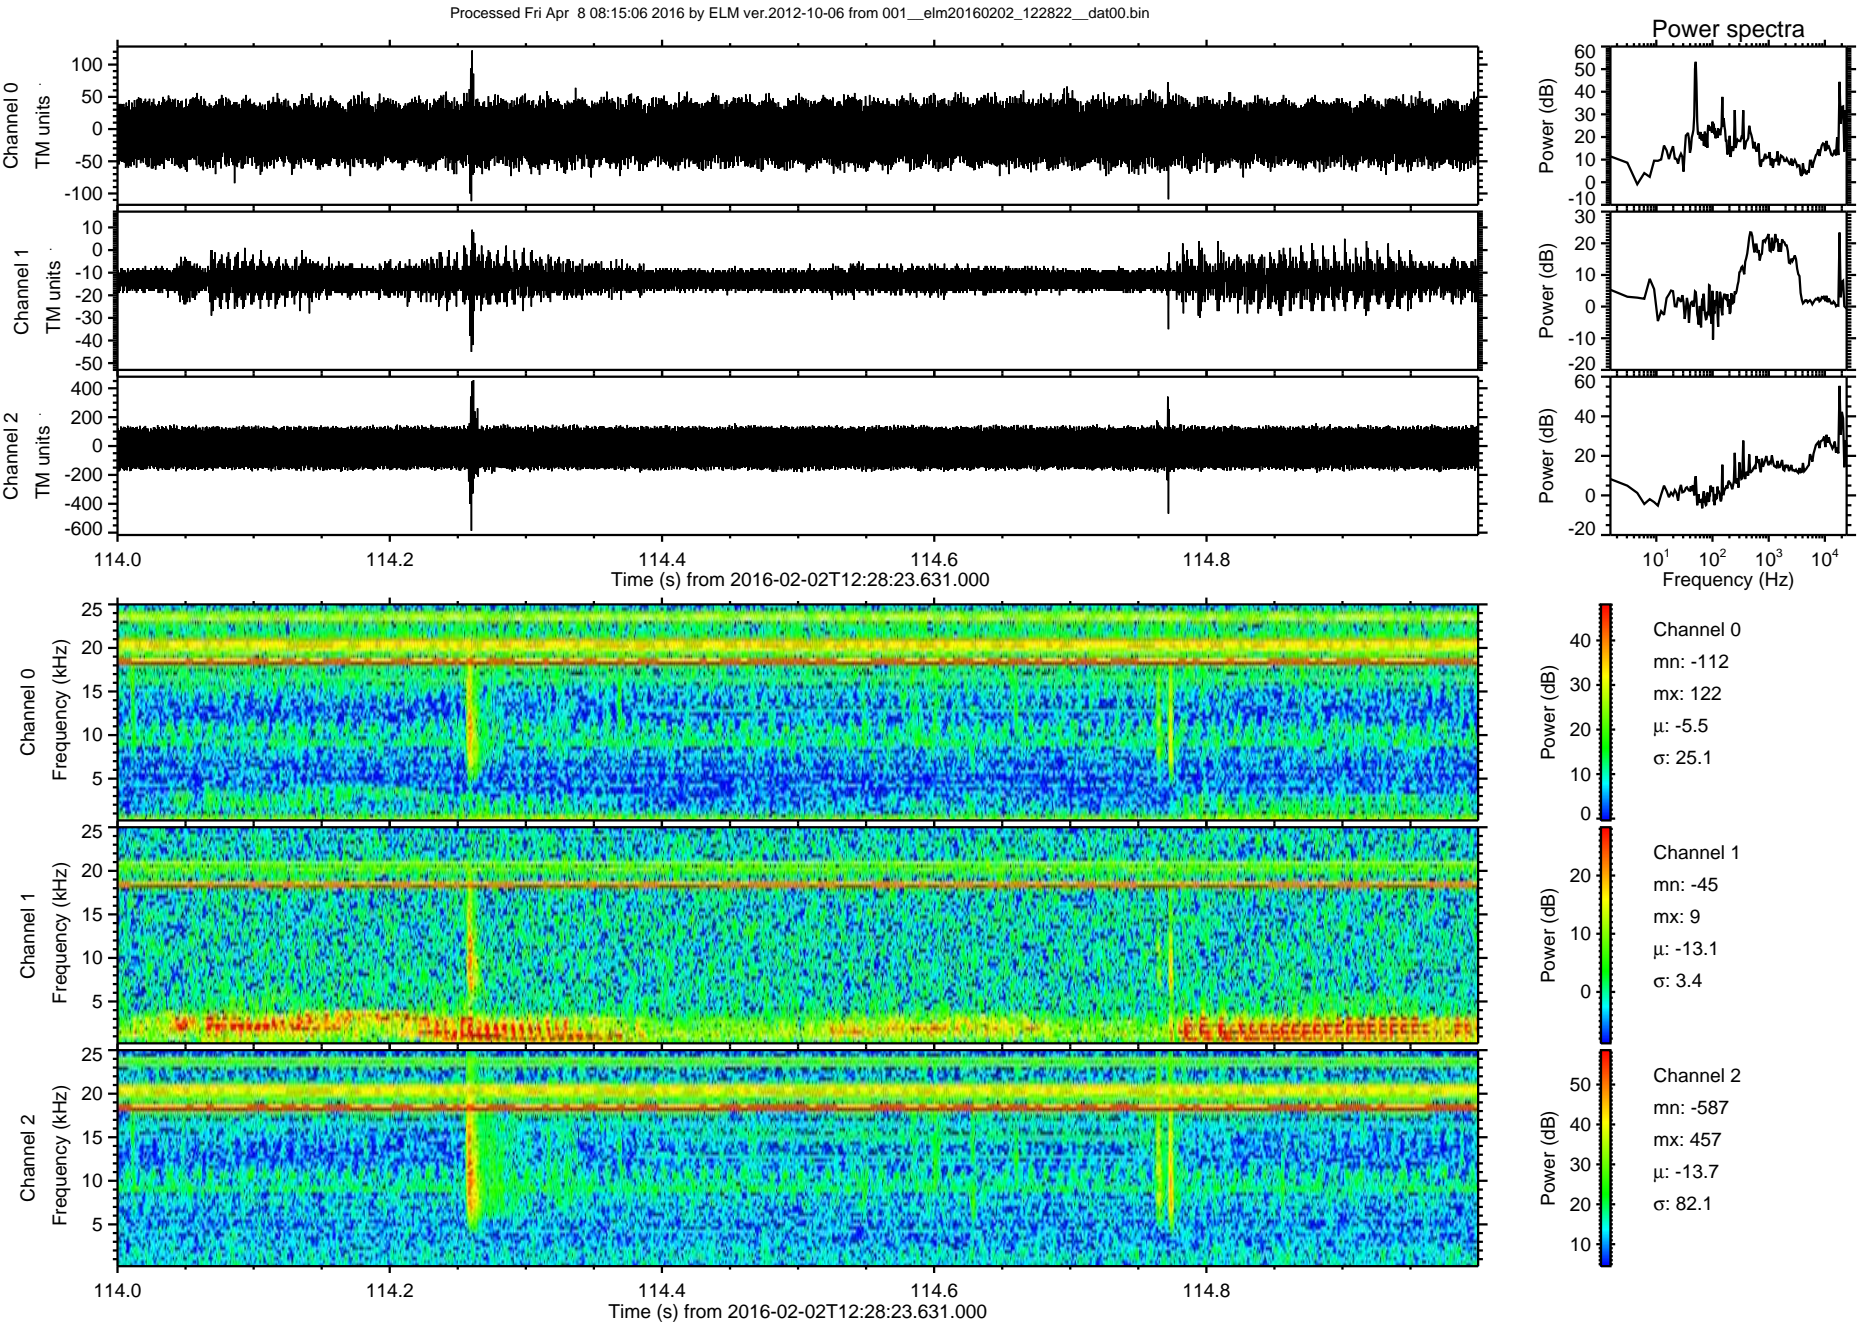 Processed Fri Apr  8 08:15:06 2016 by ELM ver.2012-10-06 from 001__elm20160202_122822__dat00.bin
Power spectra
Channel 0
TM units
100
50
0
-50
-100
Power (dB)
60
50
40
30
20
10
0
-10
Channel 1
TM units
10
0
-10
-20
-30
-40
-50
Power (dB)
30
20
10
0
-10
-20
Channel 2
TM units
400
200
0
-200
-400
-600
Power (dB)
60
40
20
0
-20
114.0 114.2 114.4 114.6 114.8
Time (s) from 2016-02-02T12:28:23.631.000
10^1 10^2 10^3 10^4
Frequency (Hz)
Channel 0
Frequency (kHz)
25
20
15
10
5
Power (dB)
40
30
20
10
0
Channel 0
mn: -112
mx: 122
μ: -5.5
σ: 25.1
Channel 1
Frequency (kHz)
25
20
15
10
5
Power (dB)
20
10
0
Channel 1
mn: -45
mx: 9
μ: -13.1
σ: 3.4
Channel 2
Frequency (kHz)
25
20
15
10
5
Power (dB)
50
40
30
20
10
Channel 2
mn: -587
mx: 457
μ: -13.7
σ: 82.1
114.0 114.2 114.4 114.6 114.8
Time (s) from 2016-02-02T12:28:23.631.000